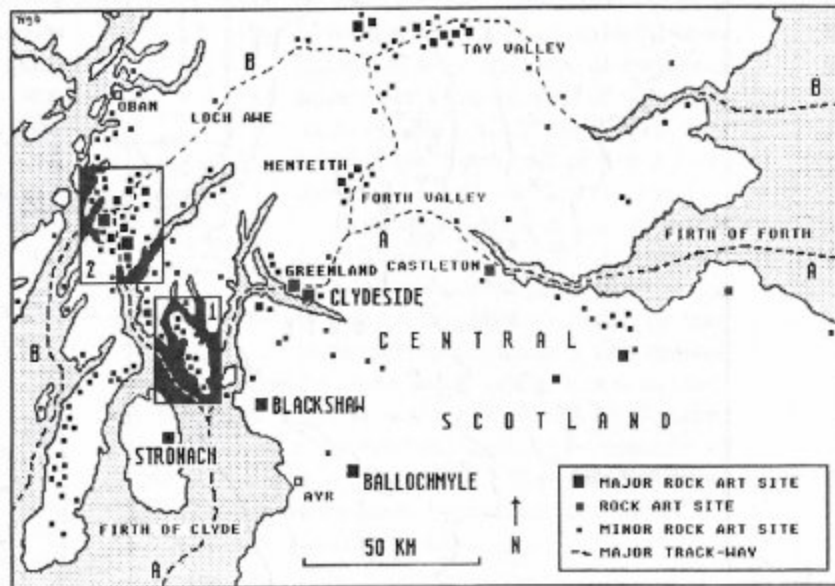 TAY VALLEY
B
OBAN
LOCH AWE
B
MENTEITH
FORTH VALLEY
A
FIRTH OF FORTH
2
GREENLAND
CASTLETON
A
CLYDESIDE
1
CENTRAL
B
BLACKSHAW
SCOTLAND
STRONACH
BALLOCHMYLE
AYR
MAJOR ROCK ART SITE
ROCK ART SITE
MINOR ROCK ART SITE
MAJOR TRACK-WAY
FIRTH OF CLYDE
50 KM
N
A